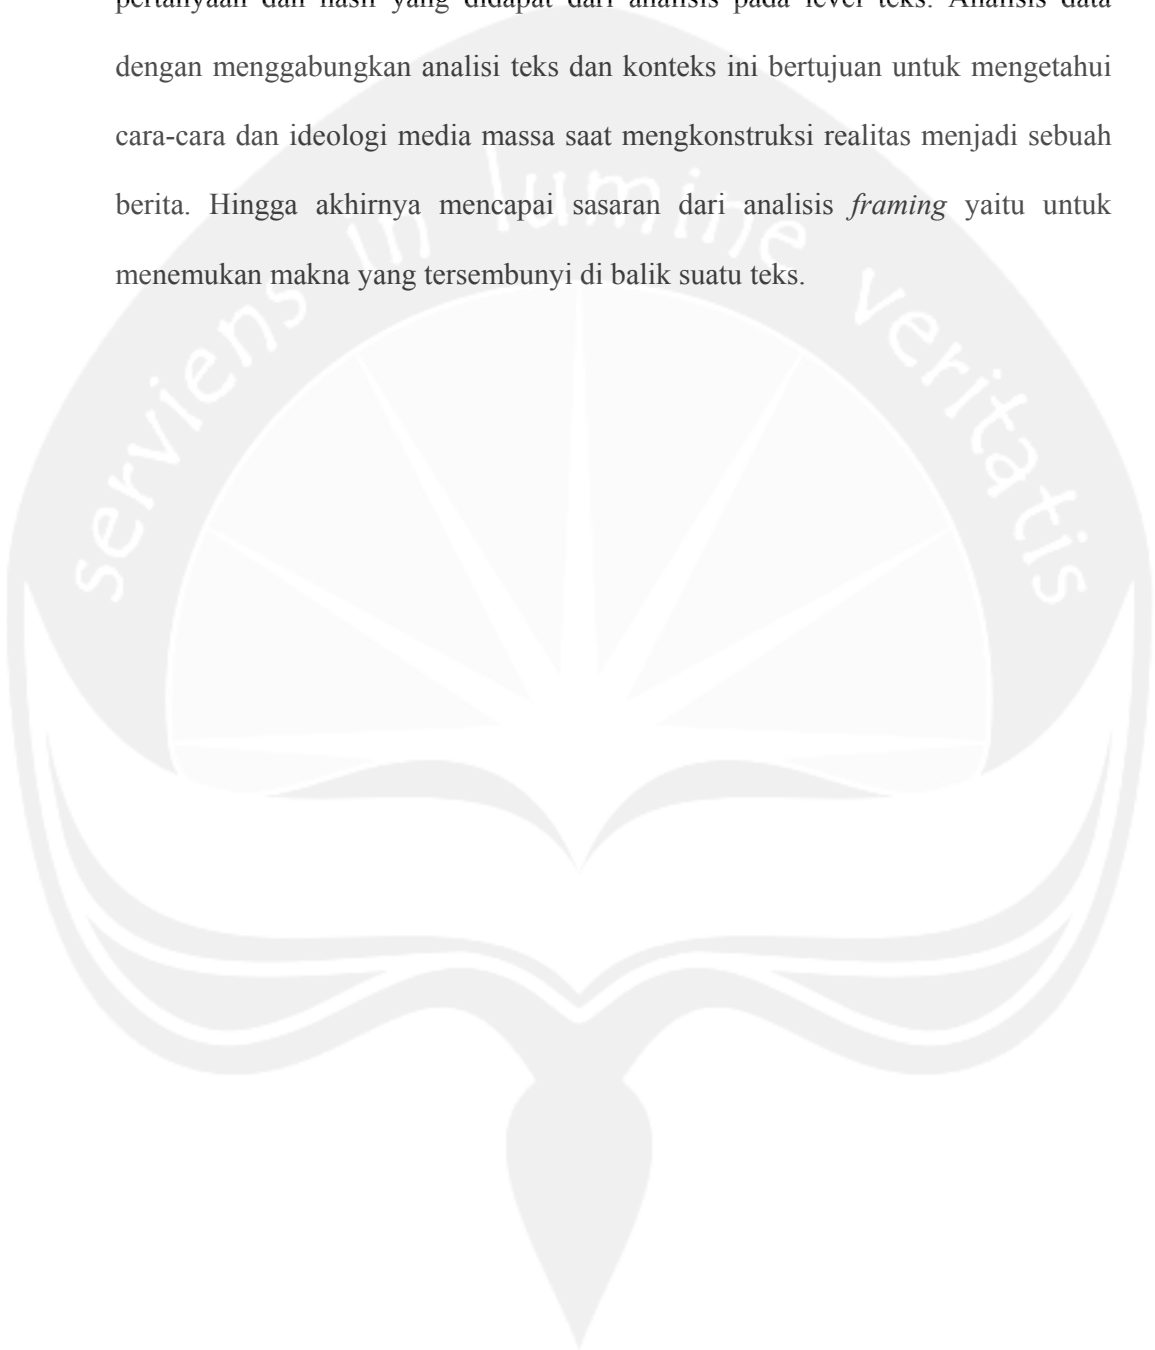 pertanyaan dan hasil yang didapat dari analisis pada level teks. Analisis data
dengan menggabungkan analisi teks dan konteks ini bertujuan untuk mengetahui
cara-cara dan ideologi media massa saat mengkonstruksi realitas menjadi sebuah
berita. Hingga akhirnya mencapai sasaran dari analisis framing yaitu untuk
menemukan makna yang tersembunyi di balik suatu teks.
serviens in lumine veritatis